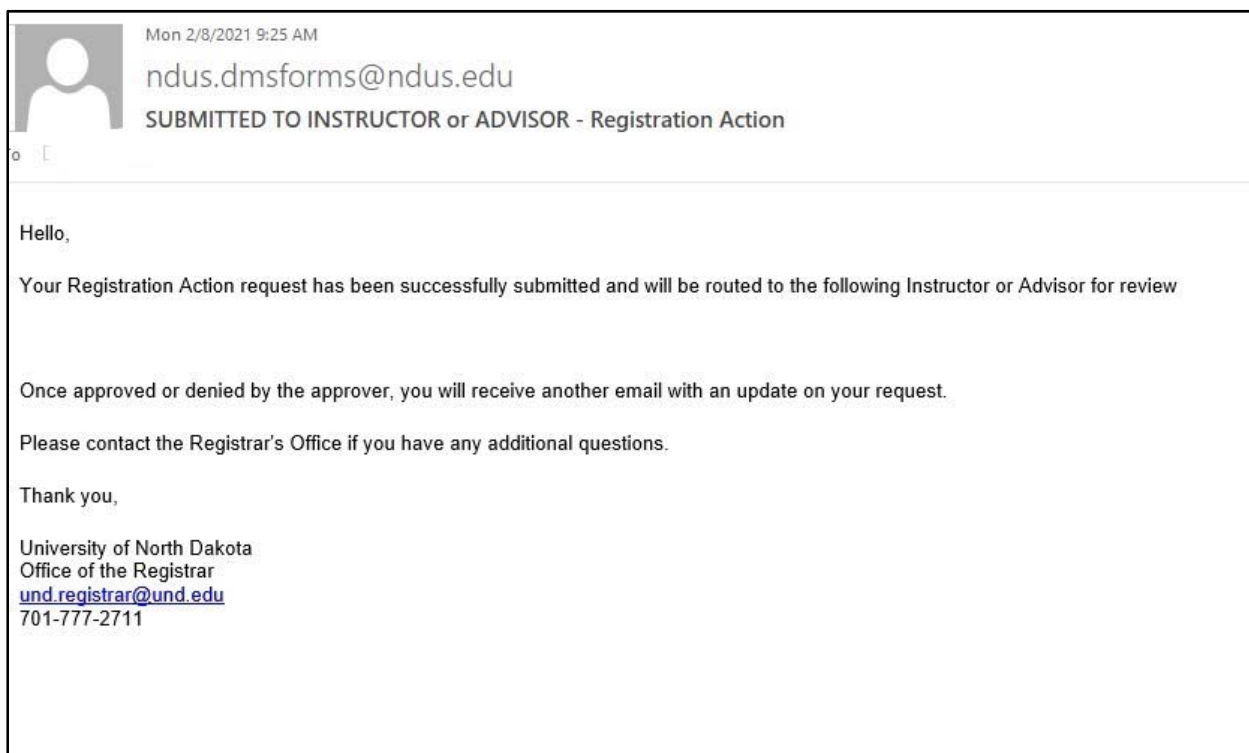 Mon 2/8/2021 9:25 AM
ndus.dmsforms@ndus.edu
SUBMITTED TO INSTRUCTOR or ADVISOR - Registration Action
To
Hello,
Your Registration Action request has been successfully submitted and will be routed to the following Instructor or Advisor for review
Once approved or denied by the approver, you will receive another email with an update on your request.
Please contact the Registrar's Office if you have any additional questions.
Thank you,
University of North Dakota
Office of the Registrar
und.registrar@und.edu
701-777-2711